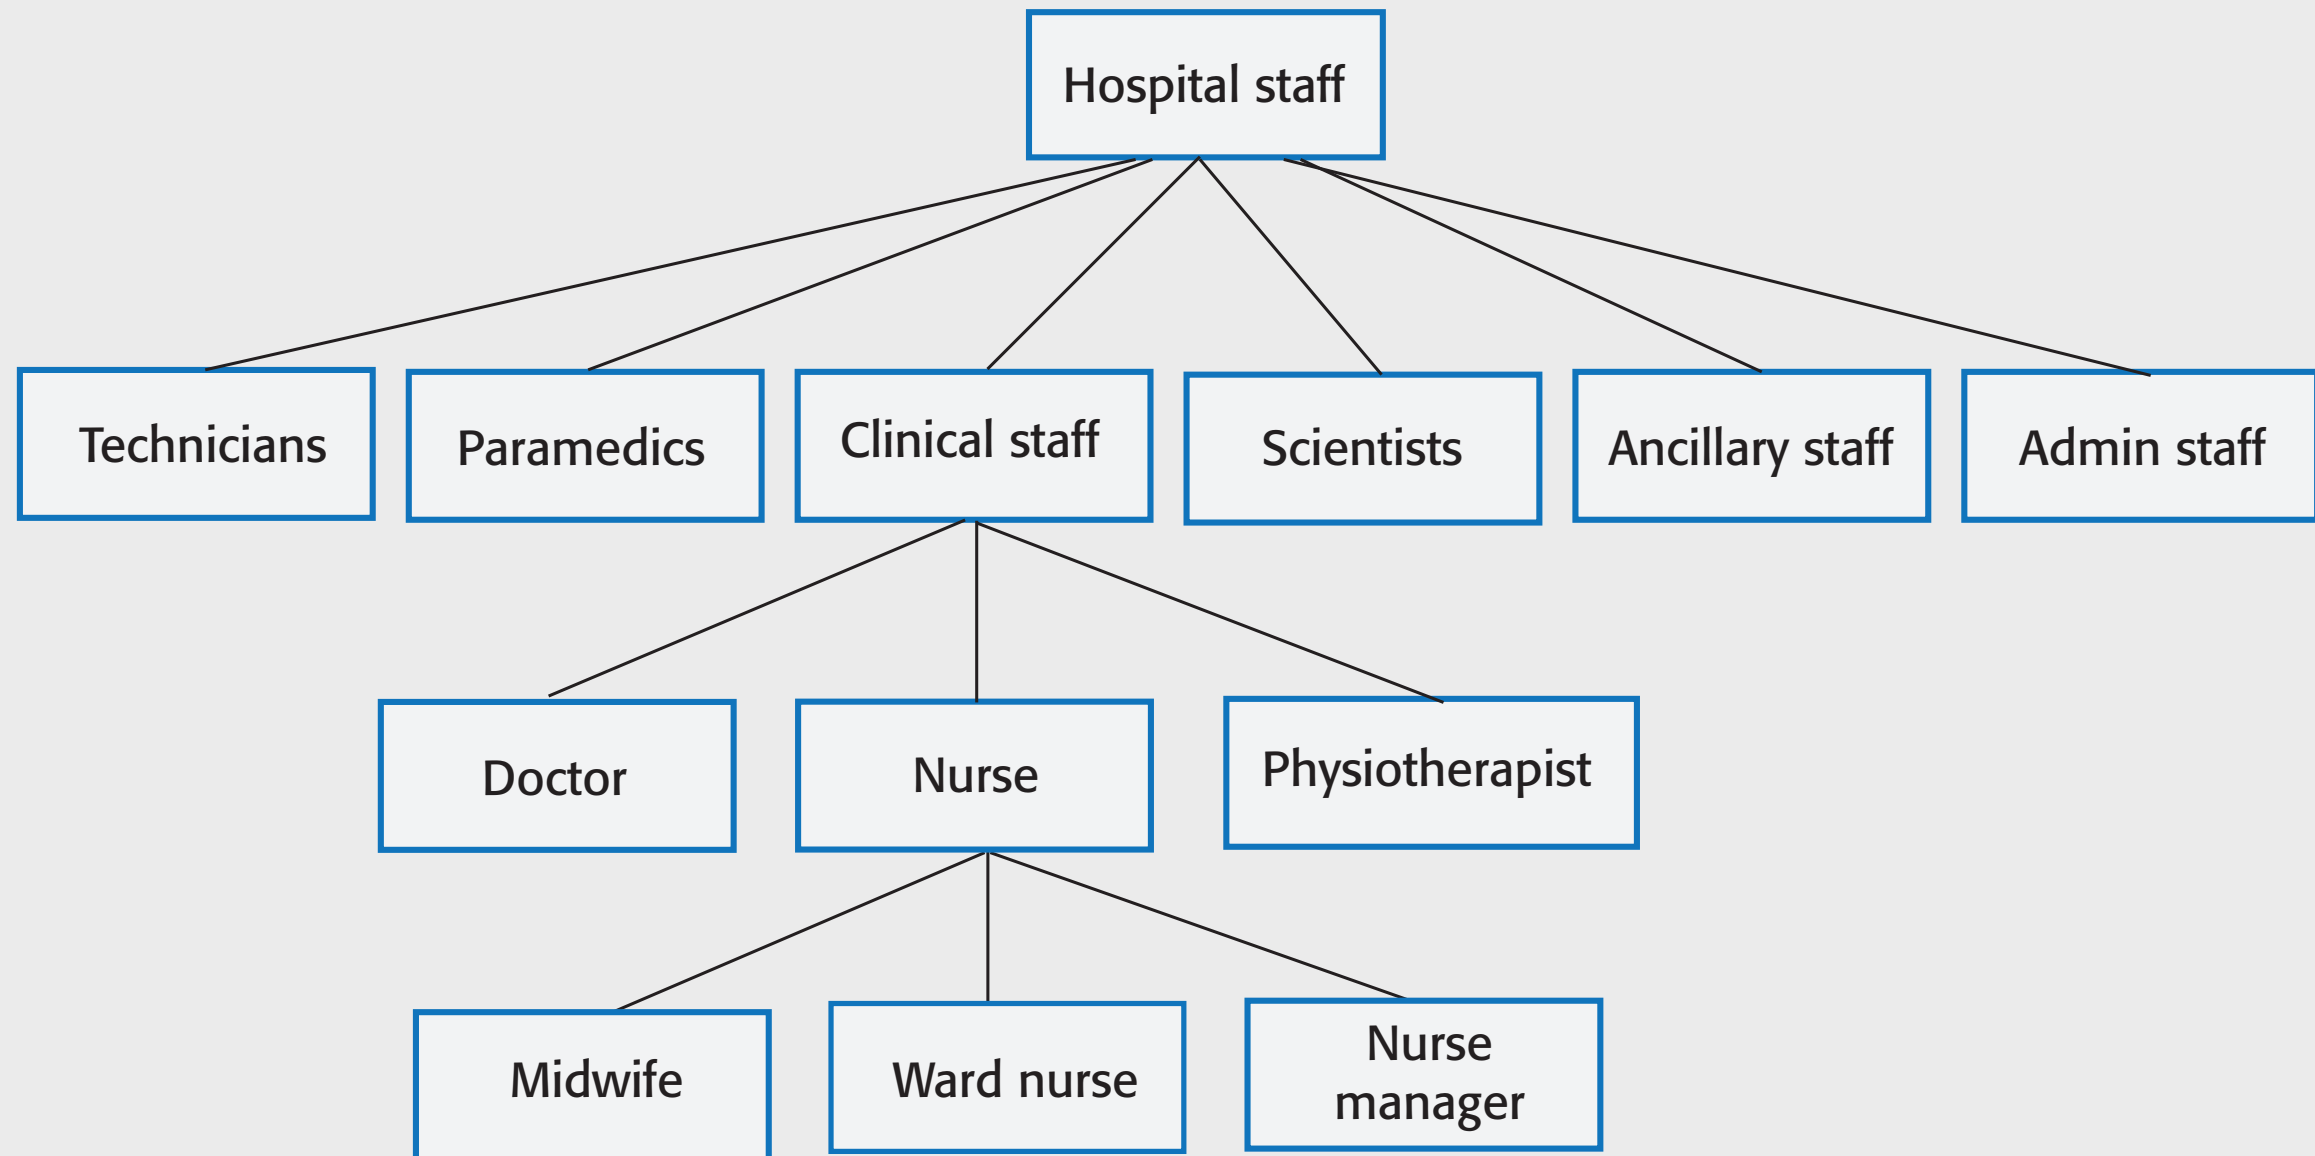 Hospital staff
Technicians
Paramedics
Clinical staff
Scientists
Ancillary staff
Admin staff
Doctor
Nurse
Physiotherapist
Midwife
Ward nurse
Nurse
manager